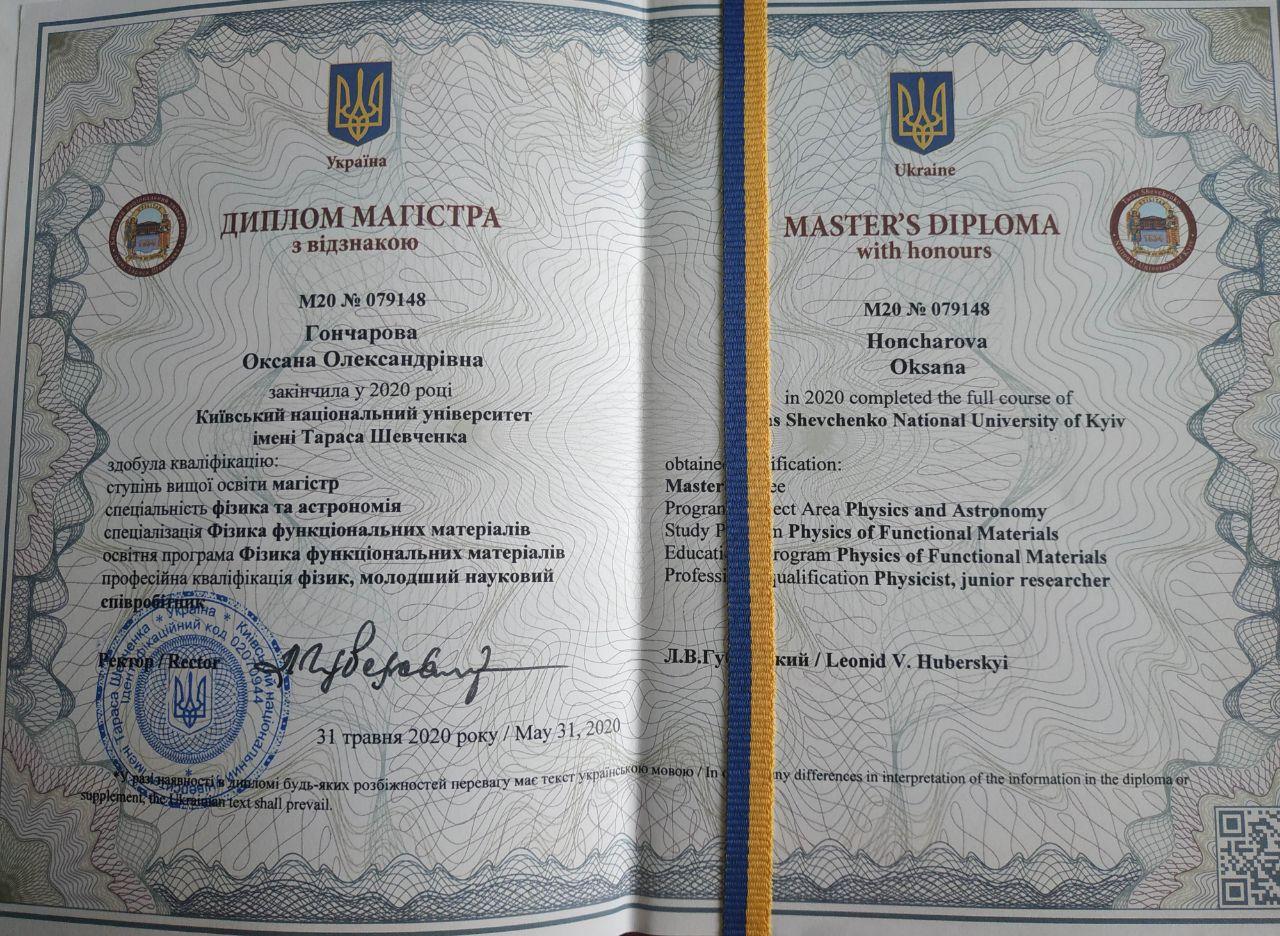 Україна
ДИПЛОМ МАГІСТРА
з відзнакою
М20 № 079148
Гончарова
Оксана Олександрівна
закінчила у 2020 році
Київський національний університет
імені Тараса Шевченка
здобула кваліфікацію:
ступінь вищої освіти магістр
спеціальність фізика та астрономія
спеціалізація Фізика функціональних матеріалів
освітня програма Фізика функціональних матеріалів
професійна кваліфікація фізик, молодший науковий
співробітник
Ректор / Rector
31 травня 2020 року / May 31, 2020
Ukraine
MASTER'S DIPLOMA
with honours
M20 № 079148
Honcharova
Oksana
in 2020 completed the full course of
Shevchenko National University of Kyiv
obtained
Master
Area Physics and Astronomy
Study Physics of Functional Materials
Physics of Functional Materials
Physicist, junior researcher
Л.В. / Leonid V. Huberskyi
*У разі наявності в дипломі будь-яких розбіжностей перевагу має текст українською мовою / In any differences in interpretation of the information in the diploma or
supplement, the Ukrainian text shall prevail.
Україна
Ідентифікаційний код 02070944